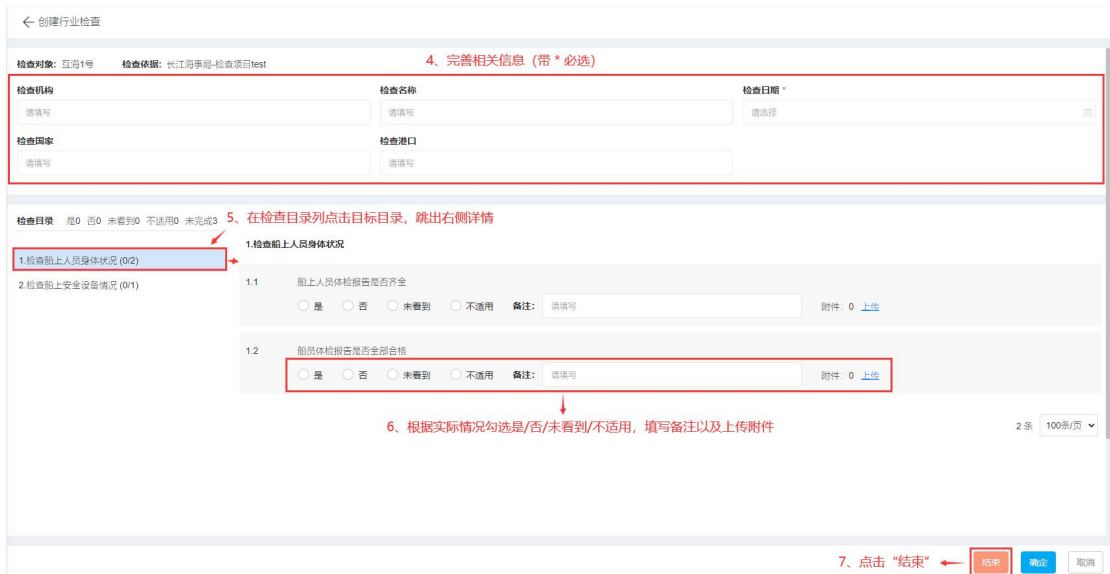 ← 创建行业检查
检查对象：互海1号 检查依据：长江海事局-检查项目test
4、完善相关信息（带 * 必选）
检查机构 检查名称 检查日期 *
请填写 请填写 请选择
检查国家 检查港口
请填写 请填写
检查目录 是0 否0 未看到0 不适用0 未完成3
5、在检查目录列点击目标目录，跳出右侧详情
1.检查船上人员身体状况
1.检查船上人员身体状况 (0/2)
2.检查船上安全设备情况 (0/1)
1.1 船上人员体检报告是否齐全
是 否 未看到 不适用 备注： 请填写 附件：0 上传
1.2 船员体检报告是否全部合格
是 否 未看到 不适用 备注： 请填写 附件：0 上传
6、根据实际情况勾选是/否/未看到/不适用，填写备注以及上传附件
2 条 100条/页
7、点击“结束” 结束 确定 取消